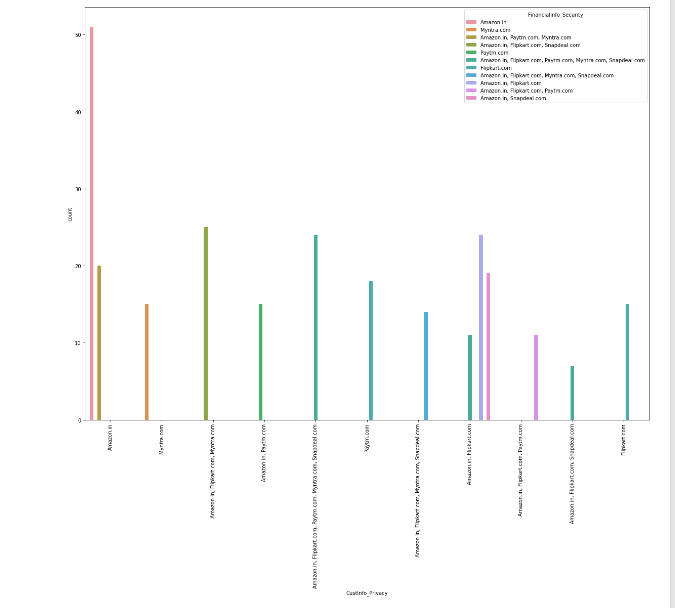 FinancialInfo_Security
Amazon.in
Myntra.com
Amazon.in, Paytm.com, Myntra.com
Amazon.in, Flipkart.com, Snapdeal.com
Paytm.com
Amazon.in, Flipkart.com, Paytm.com, Myntra.com, Snapdeal.com
Flipkart.com
Amazon.in, Flipkart.com, Myntra.com, Snapdeal.com
Amazon.in, Flipkart.com
Amazon.in, Flipkart.com, Paytm.com
Amazon.in, Snapdeal.com
50
40
30
20
10
0
count
Amazon.in
Myntra.com
Amazon.in, Flipkart.com, Myntra.com
Amazon.in, Paytm.com
Amazon.in, Flipkart.com, Paytm.com, Myntra.com, Snapdeal.com
Paytm.com
Amazon.in, Flipkart.com, Myntra.com, Snapdeal.com
Amazon.in, Flipkart.com
Amazon.in, Flipkart.com, Paytm.com
Amazon.in, Flipkart.com, Snapdeal.com
Flipkart.com
CustInfo_Privacy